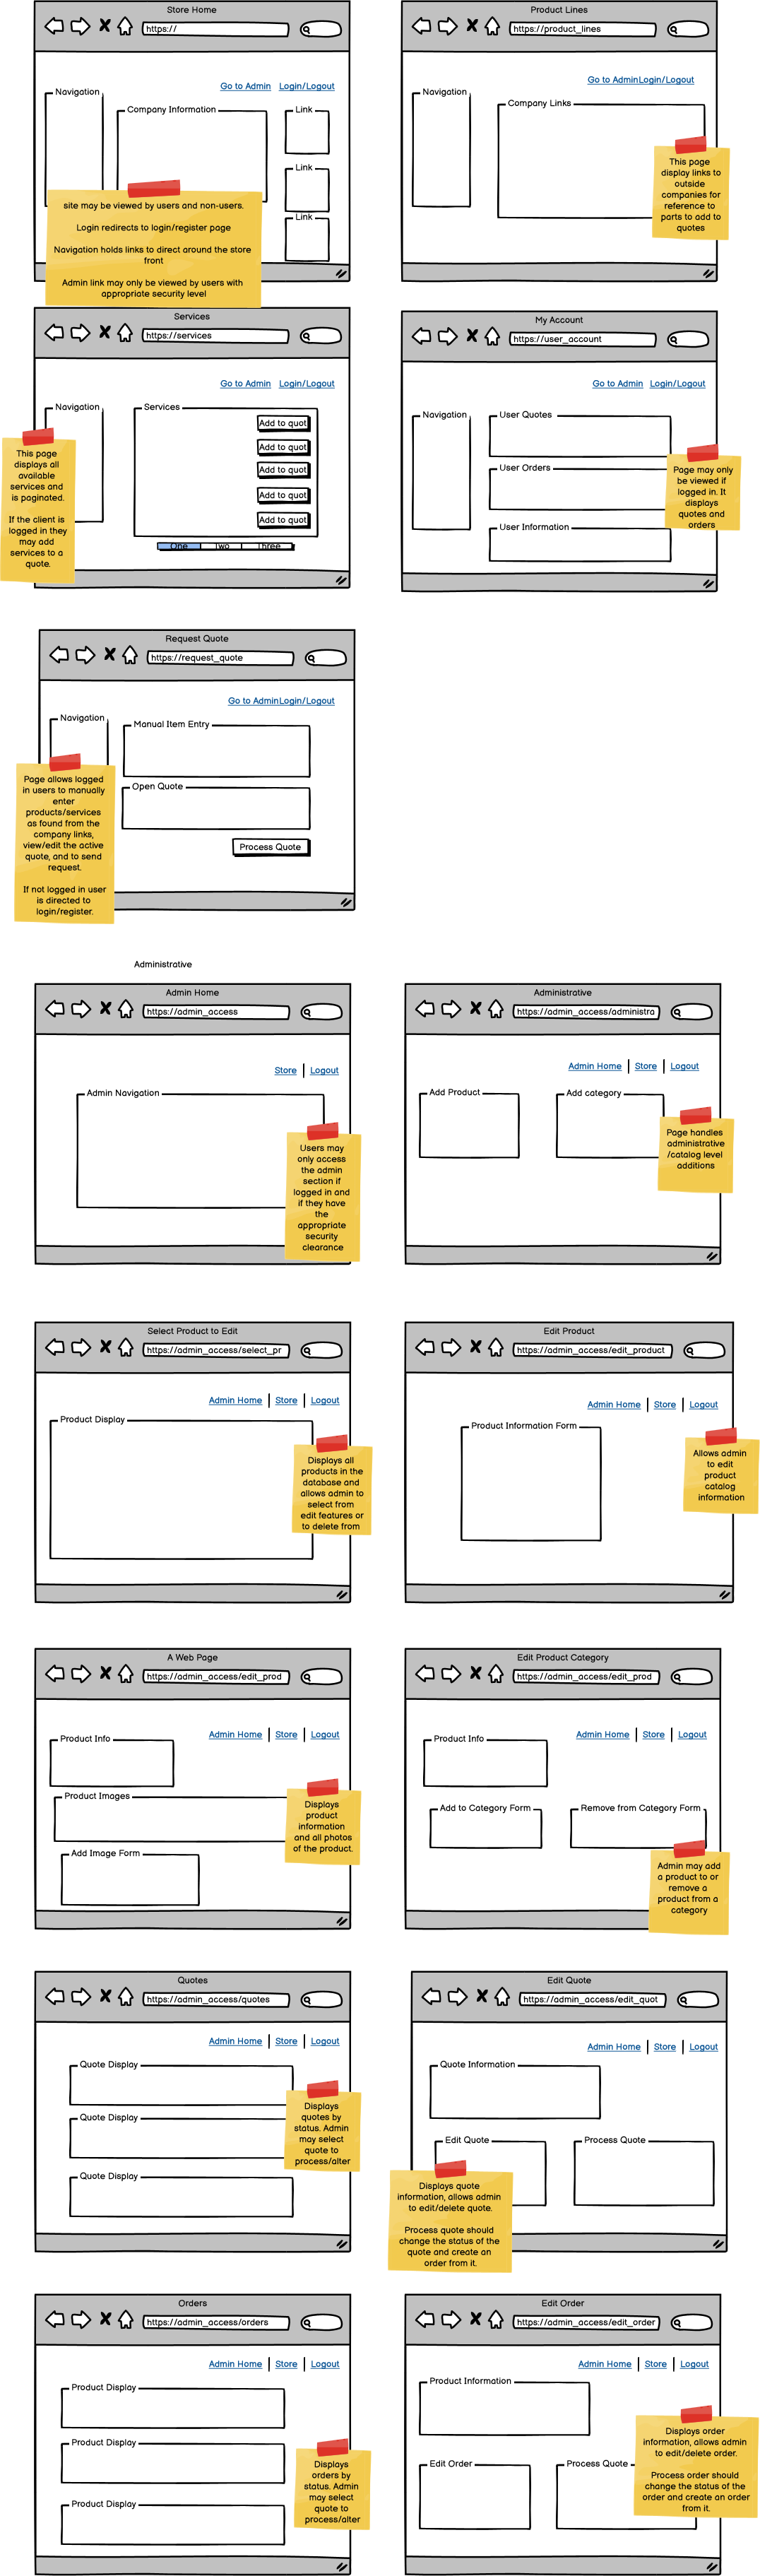 Store Home
https://
Go to Admin Login/Logout
Navigation
Company Information
Link
Link
Link
site may be viewed by users and non-users.
Login redirects to login/register page
Navigation holds links to direct around the store
front
Admin link may only be viewed by users with
appropriate security level
Product Lines
https://product_lines
Go to AdminLogin/Logout
Navigation
Company Links
This page
display links to
outside
companies for
reference to
parts to add to
quotes
Services
https://services
Go to Admin Login/Logout
Navigation
Services
Add to quot
Add to quot
Add to quot
Add to quot
Add to quot
One Two Three
This page
displays all
available
services and
is paginated.
If the client is
logged in they
may add
services to a
quote.
My Account
https://user_account
Go to Admin Login/Logout
Navigation
User Quotes
User Orders
User Information
Page may only
be viewed if
logged in. It
displays
quotes and
orders
Request Quote
https://request_quote
Go to AdminLogin/Logout
Navigation
Manual Item Entry
Open Quote
Process Quote
Page allows logged
in users to manually
enter
products/services
as found from the
company links,
view/edit the active
quote, and to send
request.
If not logged in user
is directed to
login/register.
Administrative
Admin Home
https://admin_access
Store Logout
Admin Navigation
Users may
only access
the admin
section if
logged in and
if they have
the
appropriate
security
clearance
Administrative
https://admin_access/administra
Admin Home Store Logout
Add Product
Add category
Page handles
administrative
/catalog level
additions
Select Product to Edit
https://admin_access/select_pr
Admin Home Store Logout
Product Display
Displays all
products in the
database and
allows admin to
select from
edit features or
to delete from
Edit Product
https://admin_access/edit_product
Admin Home Store Logout
Product Information Form
Allows admin
to edit
product
catalog
information
A Web Page
https://admin_access/edit_prod
Admin Home Store Logout
Product Info
Product Images
Add Image Form
Displays
product
information
and all photos
of the product.
Edit Product Category
https://admin_access/edit_prod
Admin Home Store Logout
Product Info
Add to Category Form
Remove from Category Form
Admin may add
a product to or
remove a
product from a
category
Quotes
https://admin_access/quotes
Admin Home Store Logout
Quote Display
Quote Display
Quote Display
Displays
quotes by
status. Admin
may select
quote to
process/alter
Edit Quote
https://admin_access/edit_quot
Admin Home Store Logout
Quote Information
Edit Quote
Process Quote
Displays quote
information, allows admin
to edit/delete quote.
Process quote should
change the status of the
quote and create an
order from it.
Orders
https://admin_access/orders
Admin Home Store Logout
Product Display
Product Display
Product Display
Displays
orders by
status. Admin
may select
quote to
process/alter
Edit Order
https://admin_access/edit_order
Admin Home Store Logout
Product Information
Edit Order
Process Quote
Displays order
information, allows admin
to edit/delete order.
Process order should
change the status of the
order and create an order
from it.